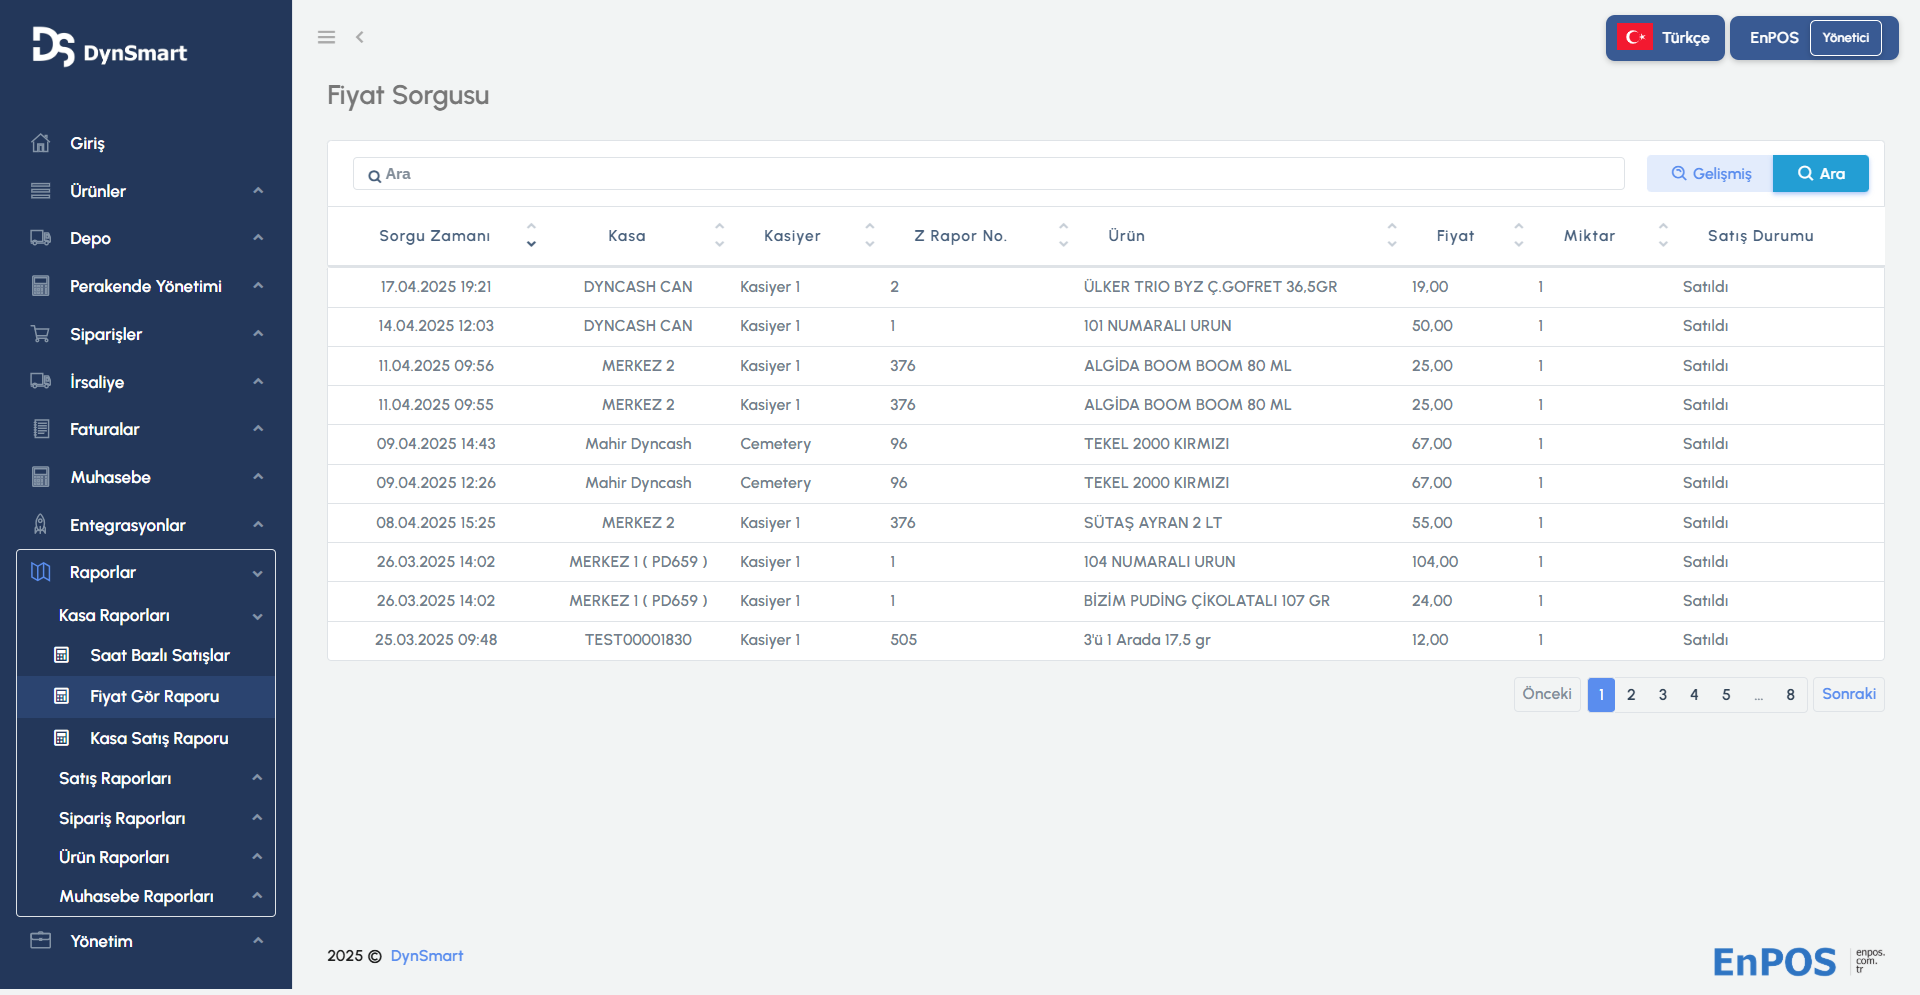 DS DynSmart
Türkçe
EnPOS Yönetici
Giriş
Ürünler
Depo
Perakende Yönetimi
Siparişler
İrsaliye
Faturalar
Muhasebe
Entegrasyonlar
Raporlar
Kasa Raporları
Saat Bazlı Satışlar
Fiyat Gör Raporu
Kasa Satış Raporu
Satış Raporları
Sipariş Raporları
Ürün Raporları
Muhasebe Raporları
Yönetim
Fiyat Sorgusu
Ara Gelişmiş Ara
Sorgu Zamanı Kasa Kasiyer Z Rapor No. Ürün Fiyat Miktar Satış Durumu
17.04.2025 19:21 DYNCASH CAN Kasiyer 1 2 ÜLKER TRIO BYZ Ç.GOFRET 36,5GR 19,00 1 Satıldı
14.04.2025 12:03 DYNCASH CAN Kasiyer 1 1 101 NUMARALI URUN 50,00 1 Satıldı
11.04.2025 09:56 MERKEZ 2 Kasiyer 1 376 ALGİDA BOOM BOOM 80 ML 25,00 1 Satıldı
11.04.2025 09:55 MERKEZ 2 Kasiyer 1 376 ALGİDA BOOM BOOM 80 ML 25,00 1 Satıldı
09.04.2025 14:43 Mahir Dyncash Cemetery 96 TEKEL 2000 KIRMIZI 67,00 1 Satıldı
09.04.2025 12:26 Mahir Dyncash Cemetery 96 TEKEL 2000 KIRMIZI 67,00 1 Satıldı
08.04.2025 15:25 MERKEZ 2 Kasiyer 1 376 SÜTAŞ AYRAN 2 LT 55,00 1 Satıldı
26.03.2025 14:02 MERKEZ 1 ( PD659 ) Kasiyer 1 1 104 NUMARALI URUN 104,00 1 Satıldı
26.03.2025 14:02 MERKEZ 1 ( PD659 ) Kasiyer 1 1 BİZİM PUDİNG ÇİKOLATALI 107 GR 24,00 1 Satıldı
25.03.2025 09:48 TEST00001830 Kasiyer 1 505 3'ü 1 Arada 17,5 gr 12,00 1 Satıldı
Önceki 1 2 3 4 5 ... 8 Sonraki
2025 © DynSmart
EnPOS
enpos.
com.
tr